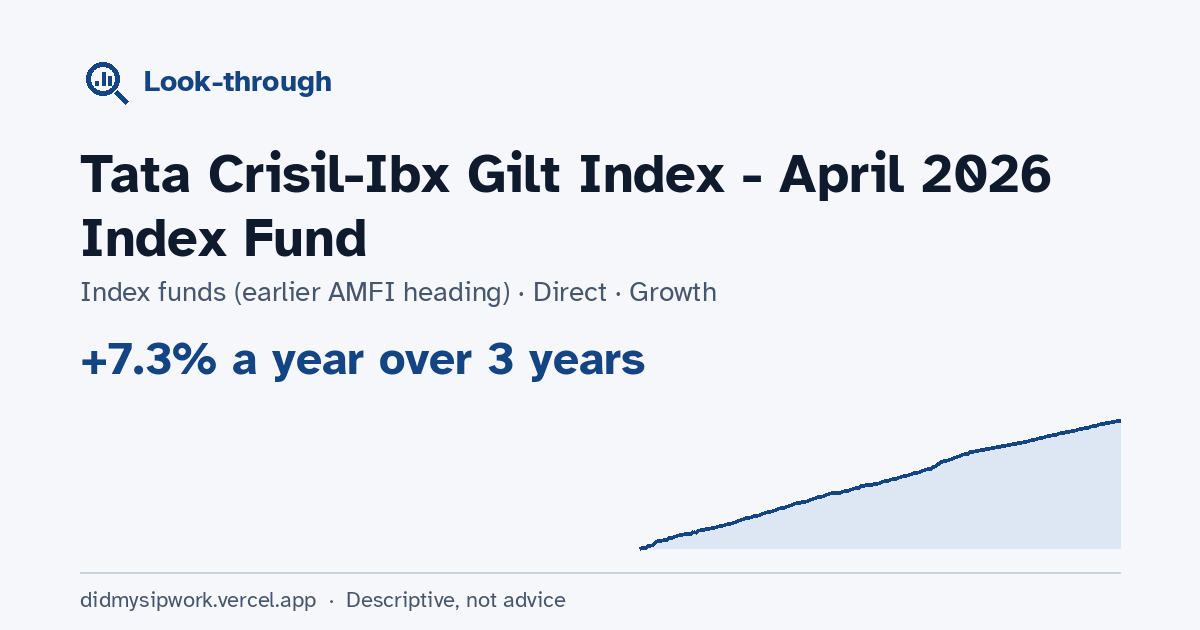 Look-through
Tata Crisil-Ibx Gilt Index - April 2026
Index Fund
Index funds (earlier AMFI heading) · Direct · Growth
+7.3% a year over 3 years
didmysipwork.vercel.app · Descriptive, not advice